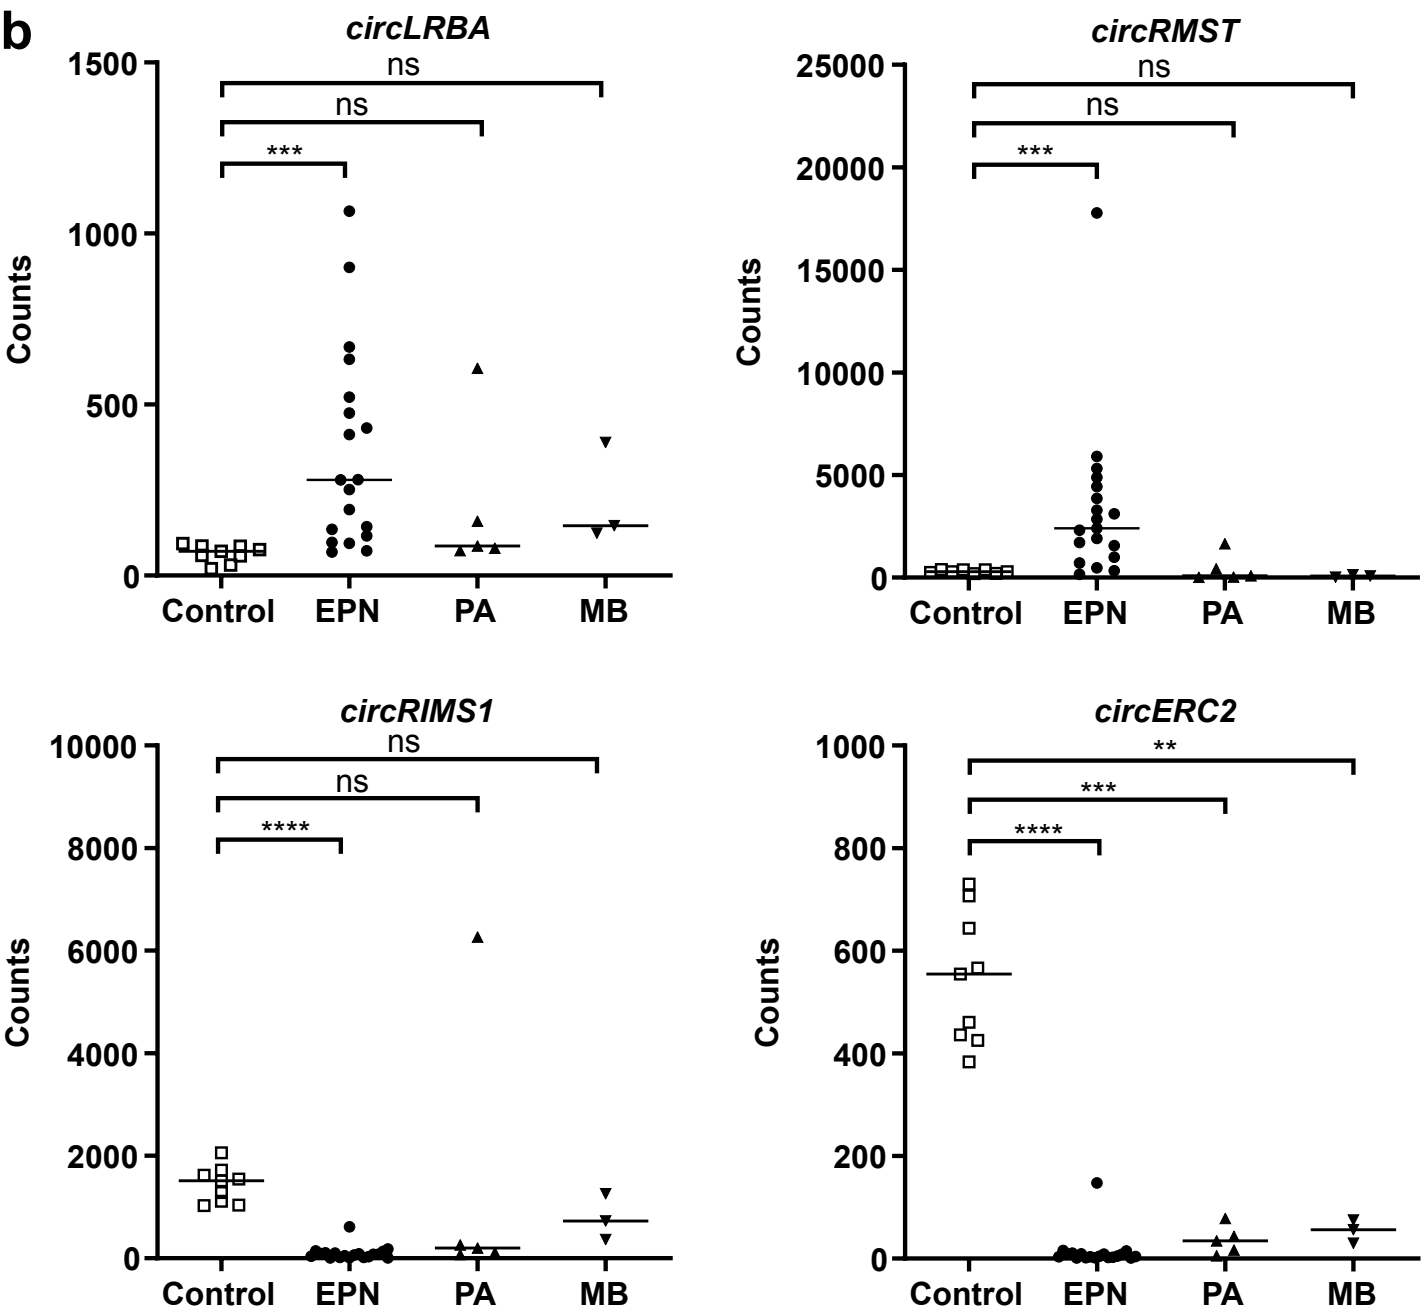 b
circLRBA
1500
1000
500
0
Counts
ns
ns
***
Control EPN PA MB
circRMST
25000
20000
15000
10000
5000
0
Counts
ns
ns
***
Control EPN PA MB
circRIMS1
10000
8000
6000
4000
2000
0
Counts
ns
ns
****
Control EPN PA MB
circERC2
1000
800
600
400
200
0
Counts
**
***
****
Control EPN PA MB